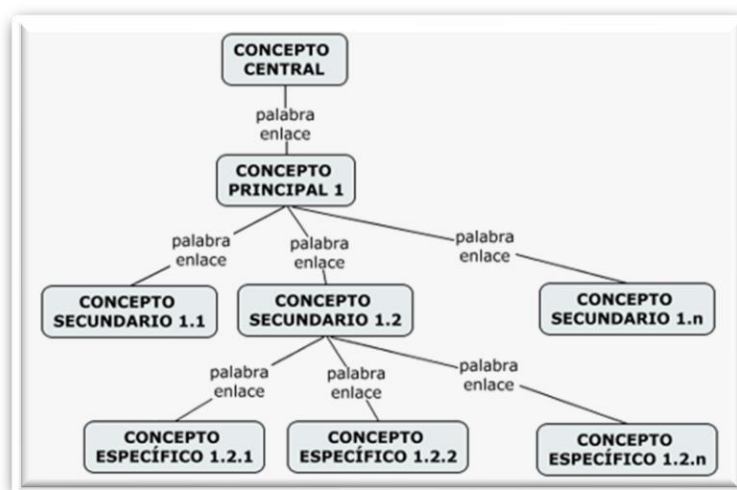 CONCEPTO
CENTRAL
palabra
enlace
CONCEPTO
PRINCIPAL 1
palabra
enlace
palabra
enlace
palabra
enlace
CONCEPTO
SECUNDARIO 1.1
CONCEPTO
SECUNDARIO 1.2
CONCEPTO
SECUNDARIO 1.n
palabra
enlace
palabra
enlace
palabra
enlace
CONCEPTO
ESPECÍFICO 1.2.1
CONCEPTO
ESPECÍFICO 1.2.2
CONCEPTO
ESPECÍFICO 1.2.n